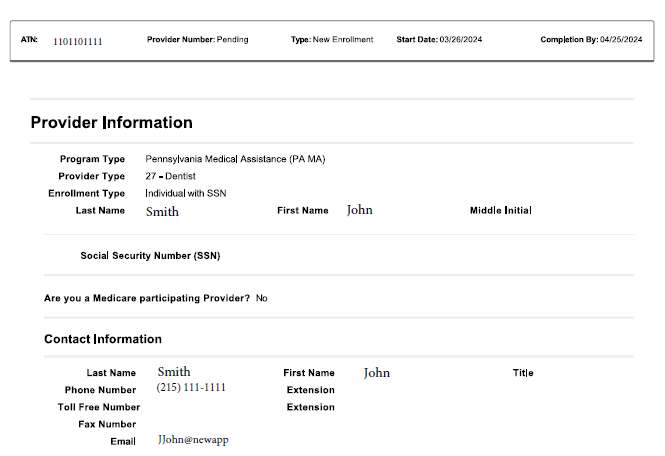 ATN: 1101101111 Provider Number: Pending Type: New Enrollment Start Date: 03/26/2024 Completion By: 04/25/2024
Provider Information
Program Type Pennsylvania Medical Assistance (PA MA)
Provider Type 27 - Dentist
Enrollment Type Individual with SSN
Last Name Smith First Name John Middle Initial
Social Security Number (SSN)
Are you a Medicare participating Provider? No
Contact Information
Last Name Smith First Name John Title
Phone Number (215) 111-1111 Extension
Toll Free Number Extension
Fax Number
Email JJohn@newapp